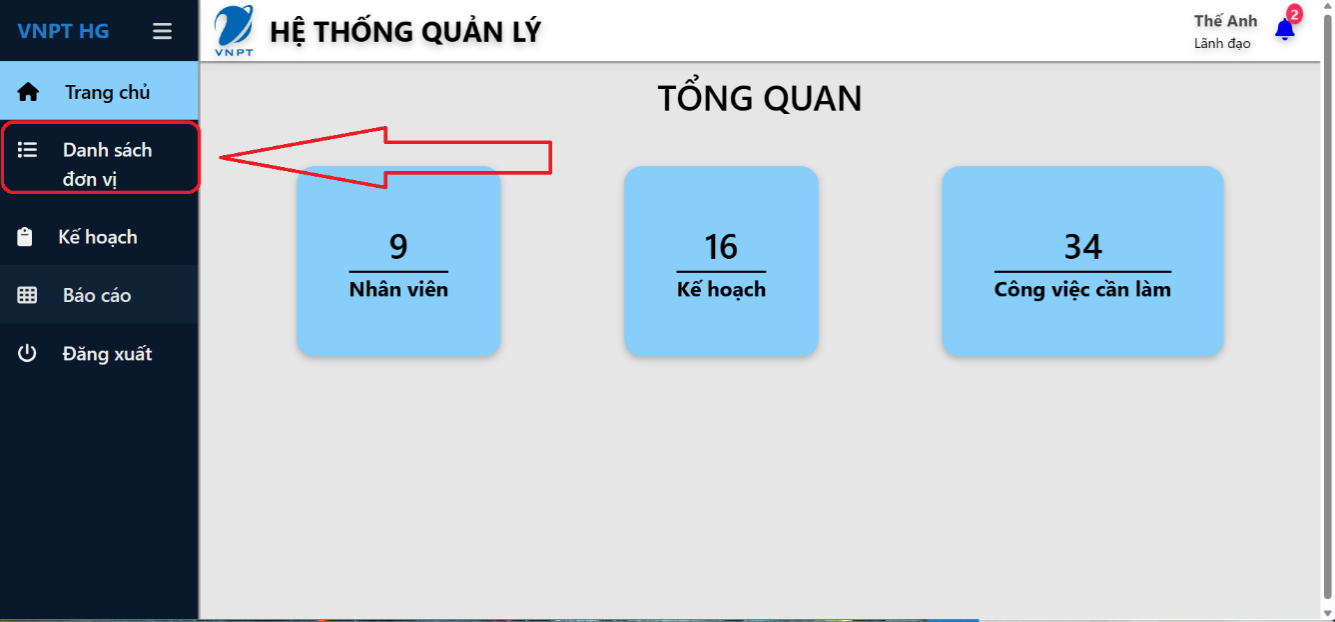 VNPT HG
VNPT
HỆ THỐNG QUẢN LÝ
Thế Anh
Lãnh đạo
2
Trang chủ
Danh sách
đơn vị
Kế hoạch
Báo cáo
Đăng xuất
TỔNG QUAN
9
Nhân viên
16
Kế hoạch
34
Công việc cần làm